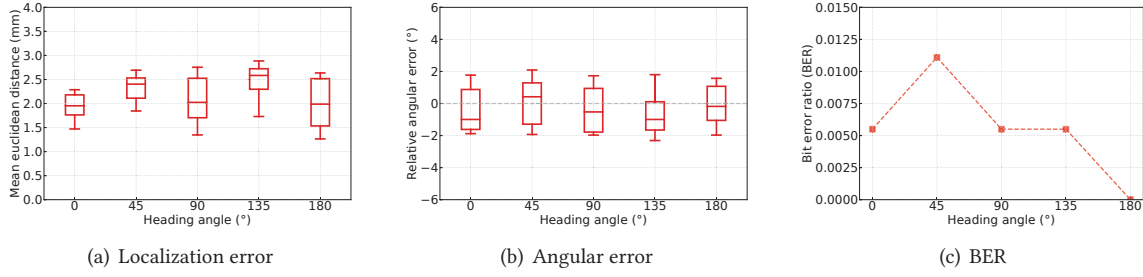 Mean euclidean distance (mm)
4.0
3.5
3.0
2.5
2.0
1.5
1.0
0.5
0.0
0 45 90 135 180
Heading angle (°)
(a) Localization error
Relative angular error (°)
6
4
2
0
−2
−4
−6
0 45 90 135 180
Heading angle (°)
(b) Angular error
Bit error ratio (BER)
0.0150
0.0125
0.0100
0.0075
0.0050
0.0025
0.0000
0 45 90 135 180
Heading angle (°)
(c) BER